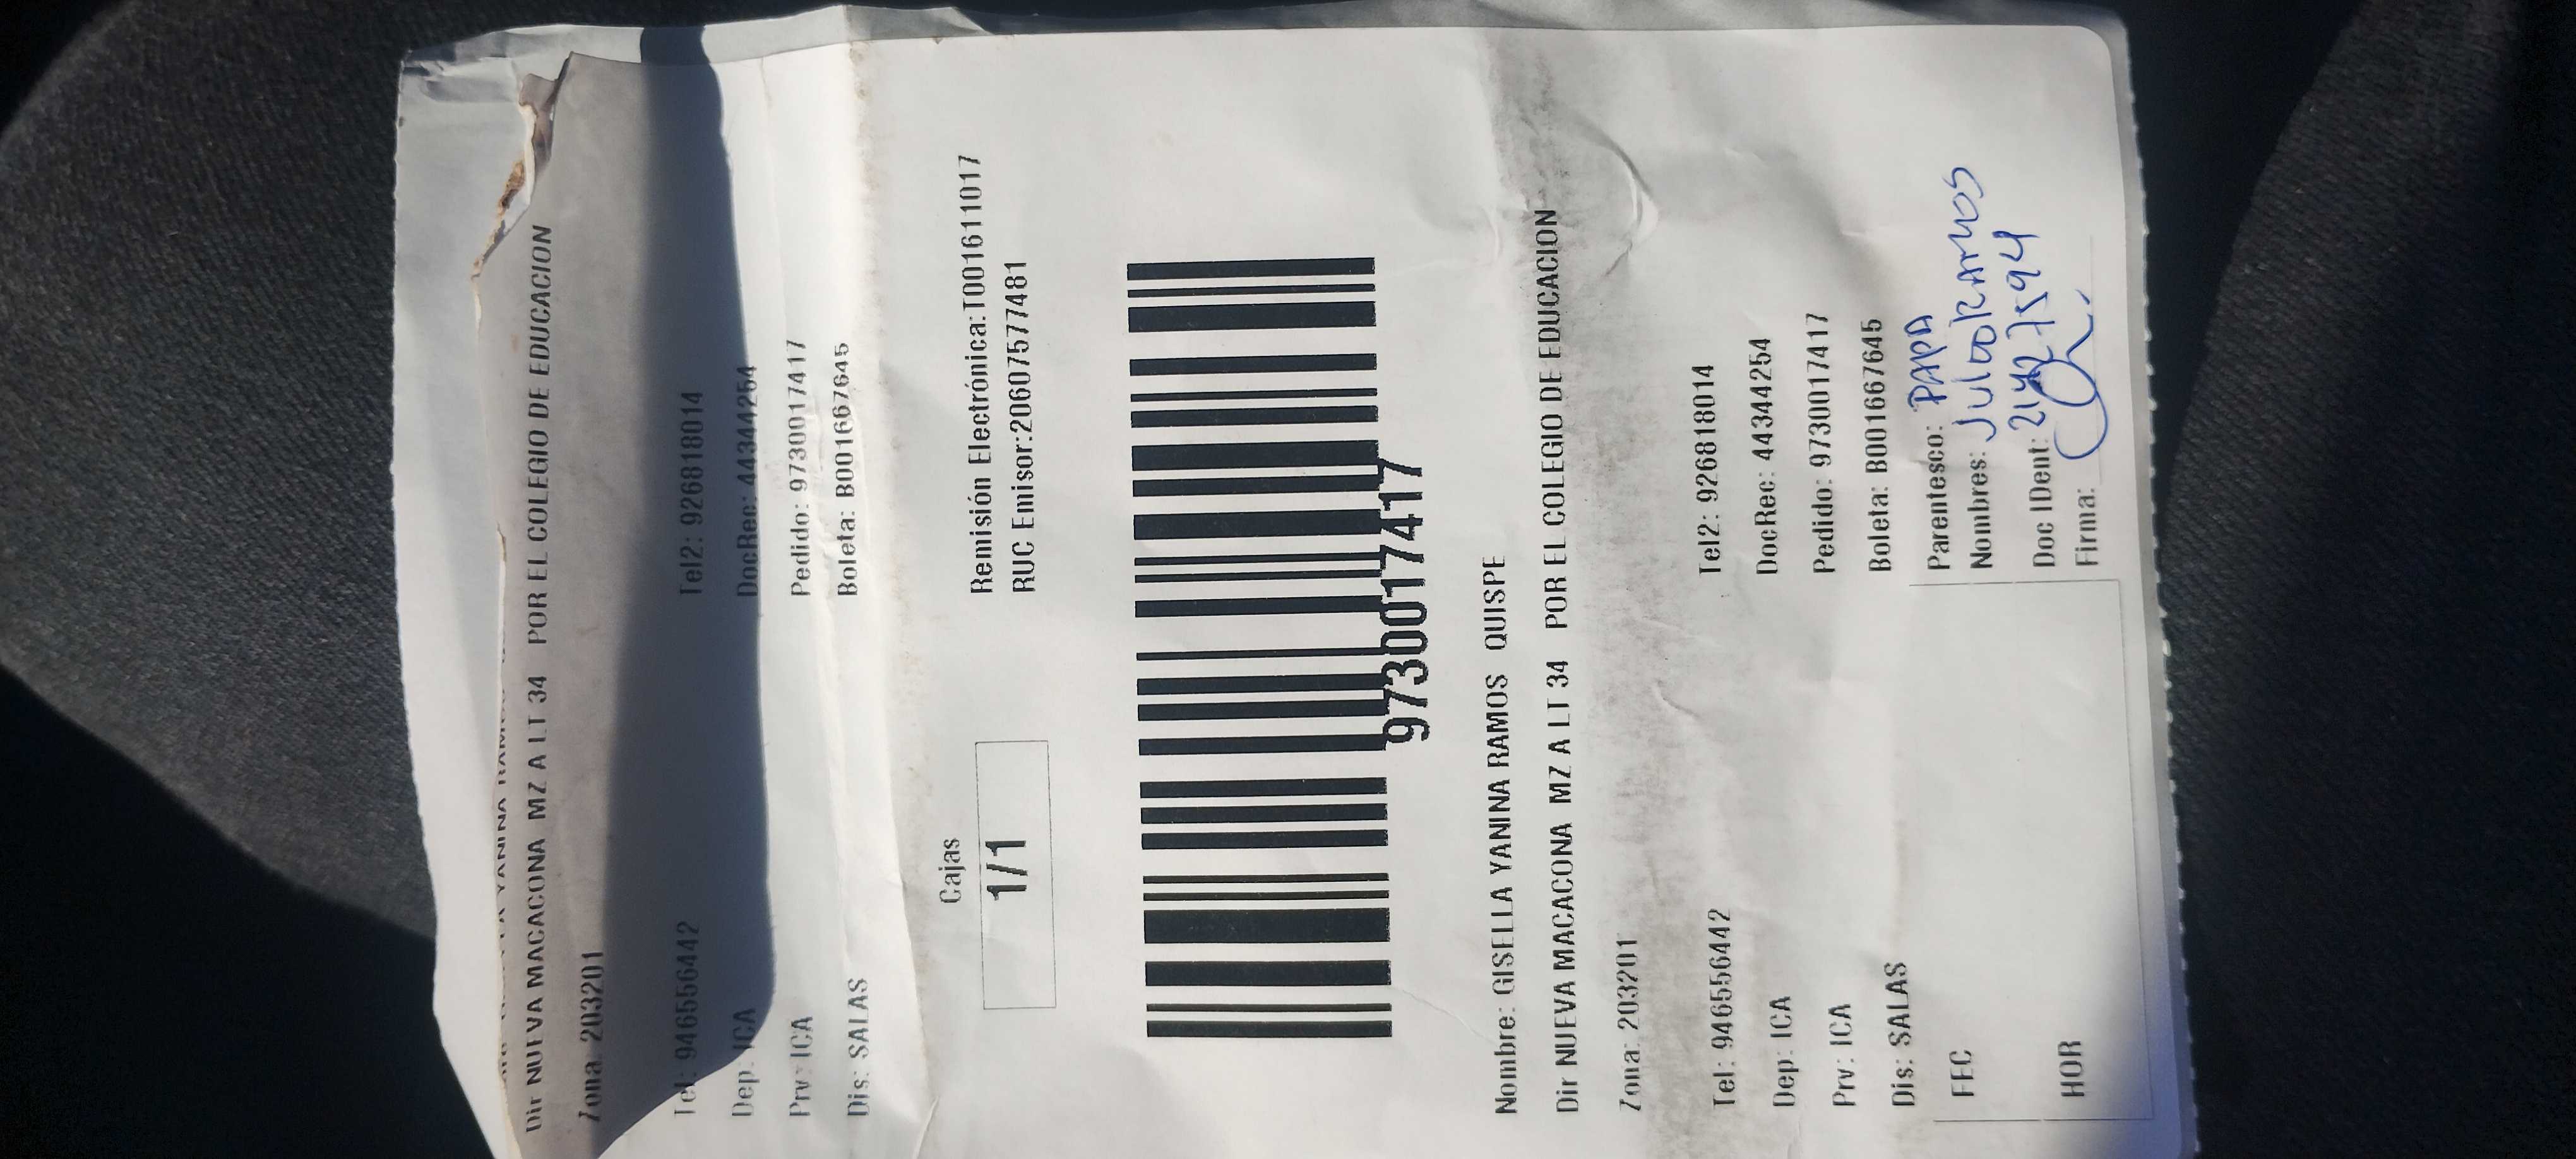 Dir NUEVA MACACONA MZ A LT 34 POR EL COLEGIO DE EDUCACION
Zona 203201
Tel: 946556442 Tel2: 926818014
Dep: ICA DocRec: 44344254
Prv: ICA Pedido: 9730017417
Dis: SALAS Boleta: B001667645
Cajas
1/1
Remisión Electrónica:T001611017
RUC Emisor:20607577481
9730017417
Nombre: GISELLA YANINA RAMOS QUISPE
Dir NUEVA MACACONA MZ A LT 34 POR EL COLEGIO DE EDUCACION
Zona: 203201
Tel: 946556442 Tel2: 926818014
Dep: ICA DocRec: 44344254
Prv: ICA Pedido: 9730017417
Dis: SALAS Boleta: B001667645
FEC
HOR
Parentesco: PAPA
Nombres: Julio RAMOS
Doc IDent:
Firma: